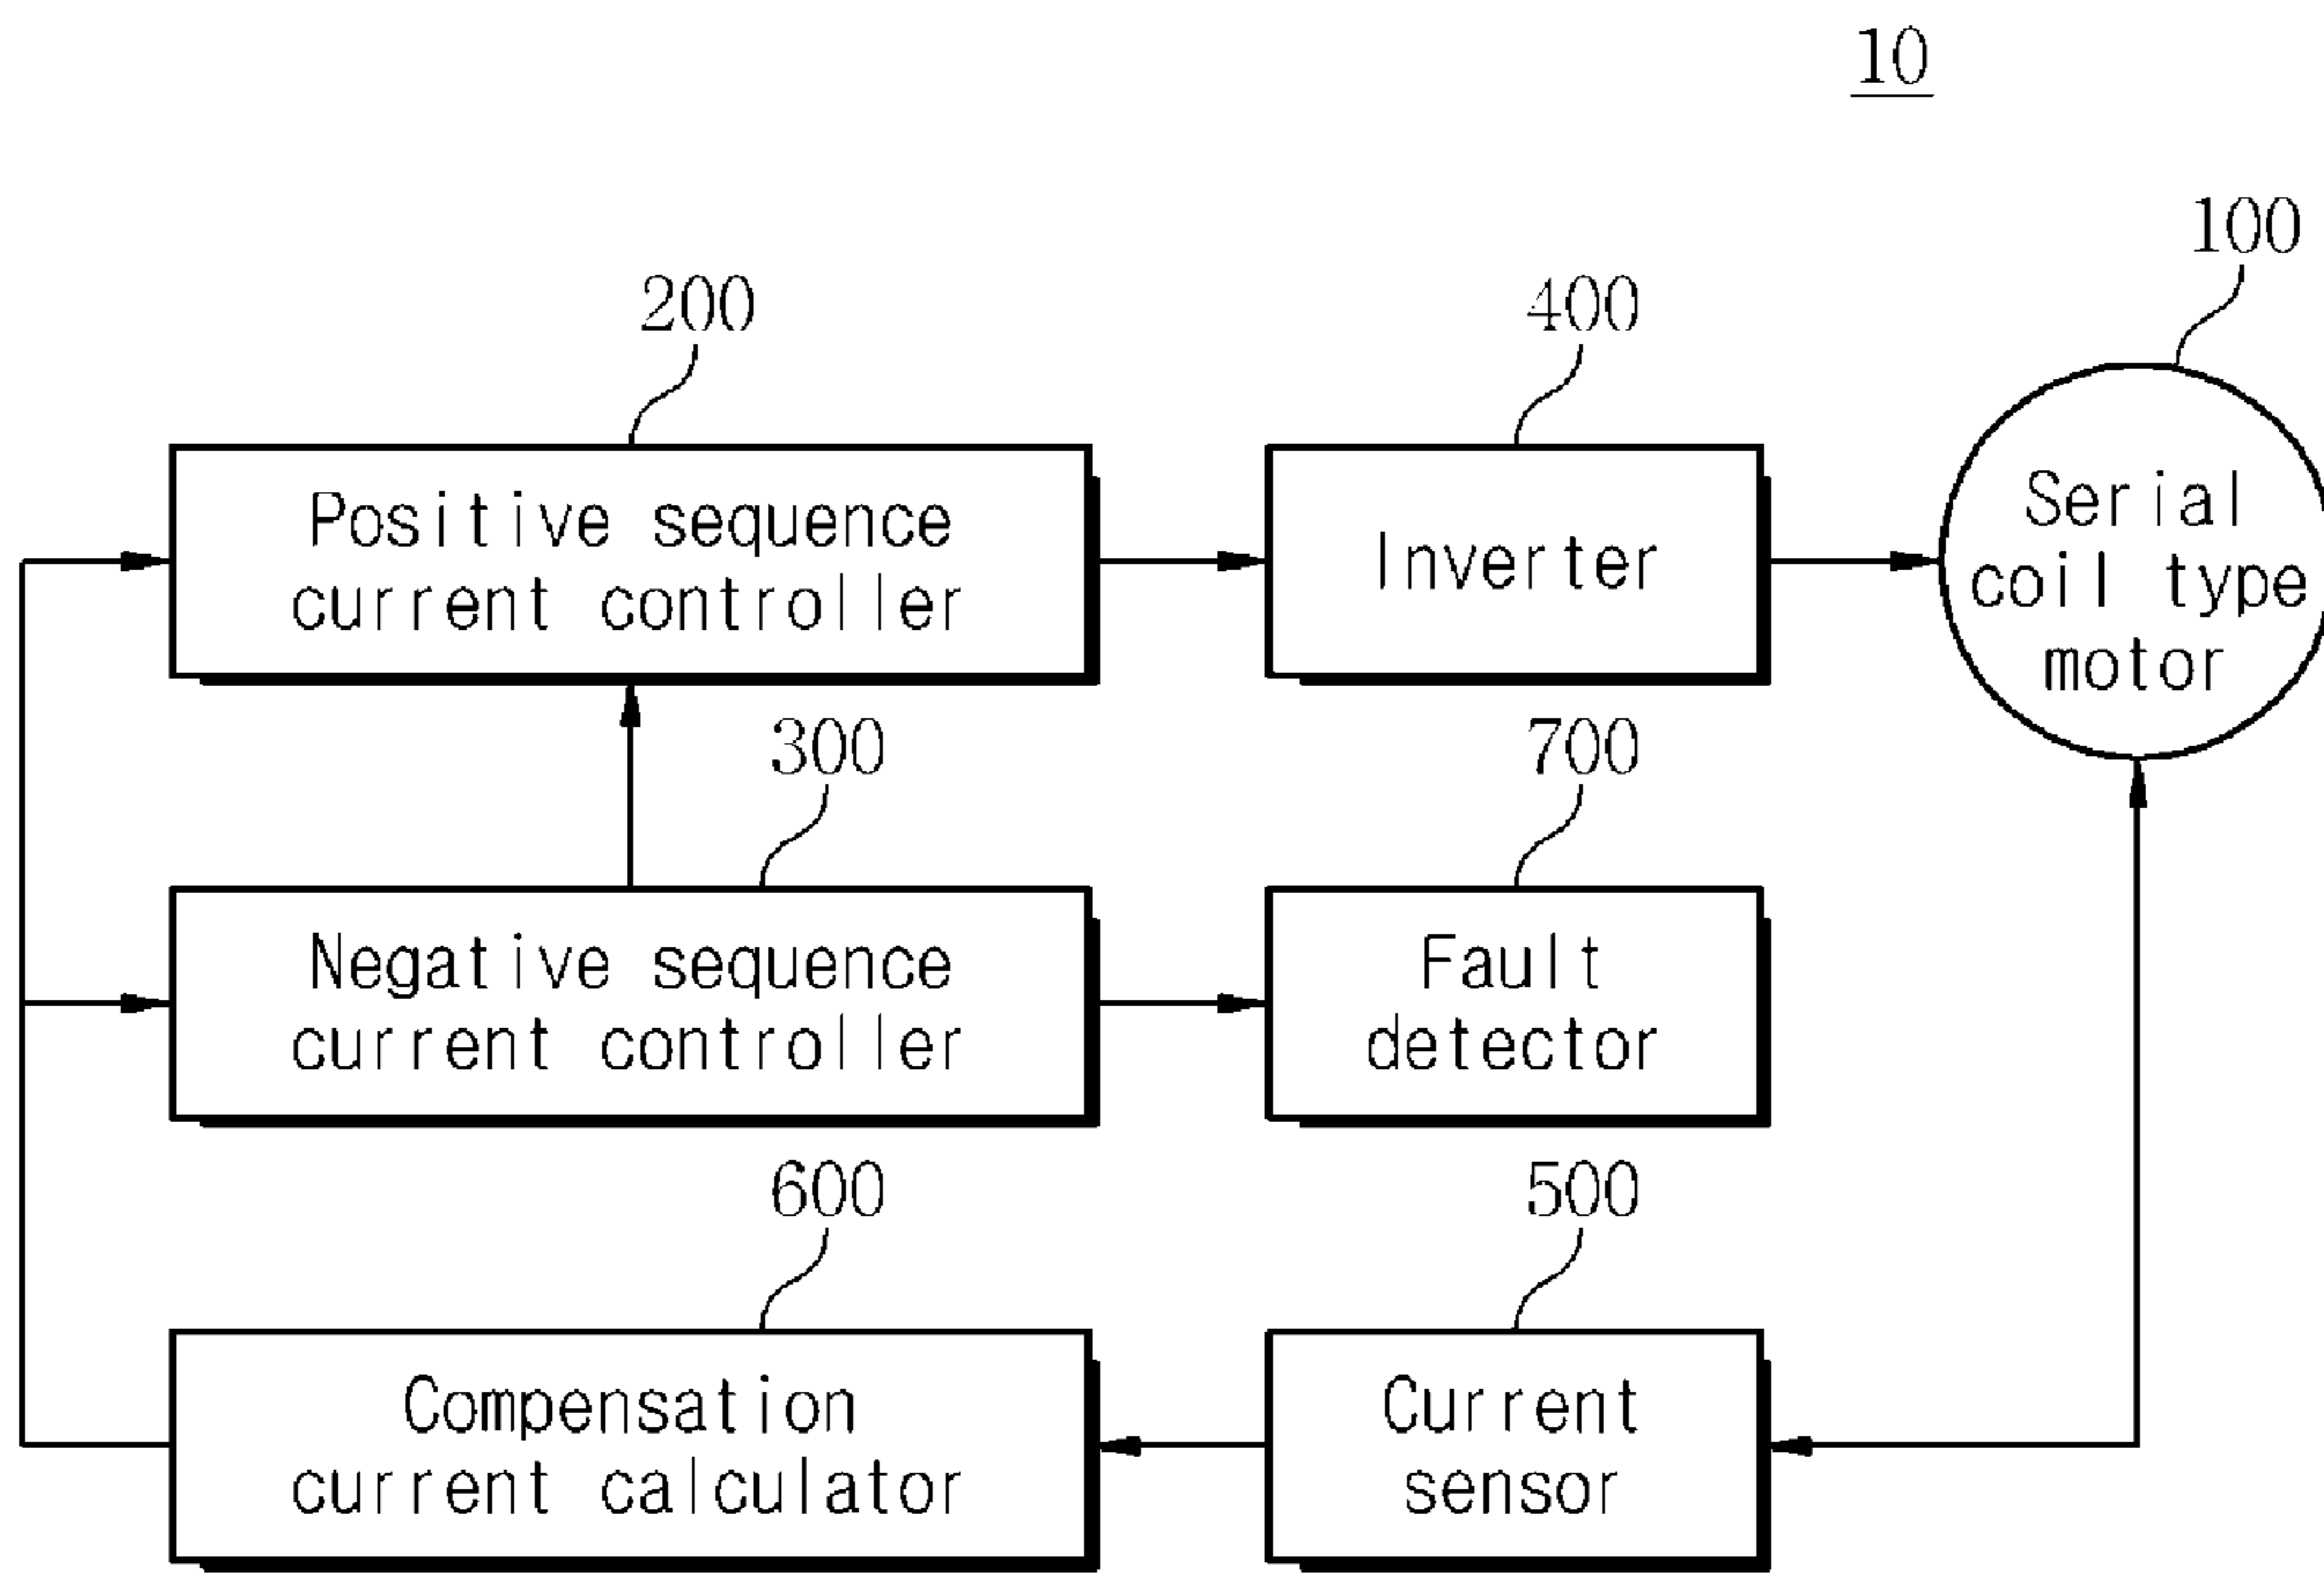 10
100
200
400
Positive sequence
current controller
Inverter
Serial
coil type
motor
300
700
Negative sequence
current controller
Fault
detector
600
500
Compensation
current calculator
Current
sensor